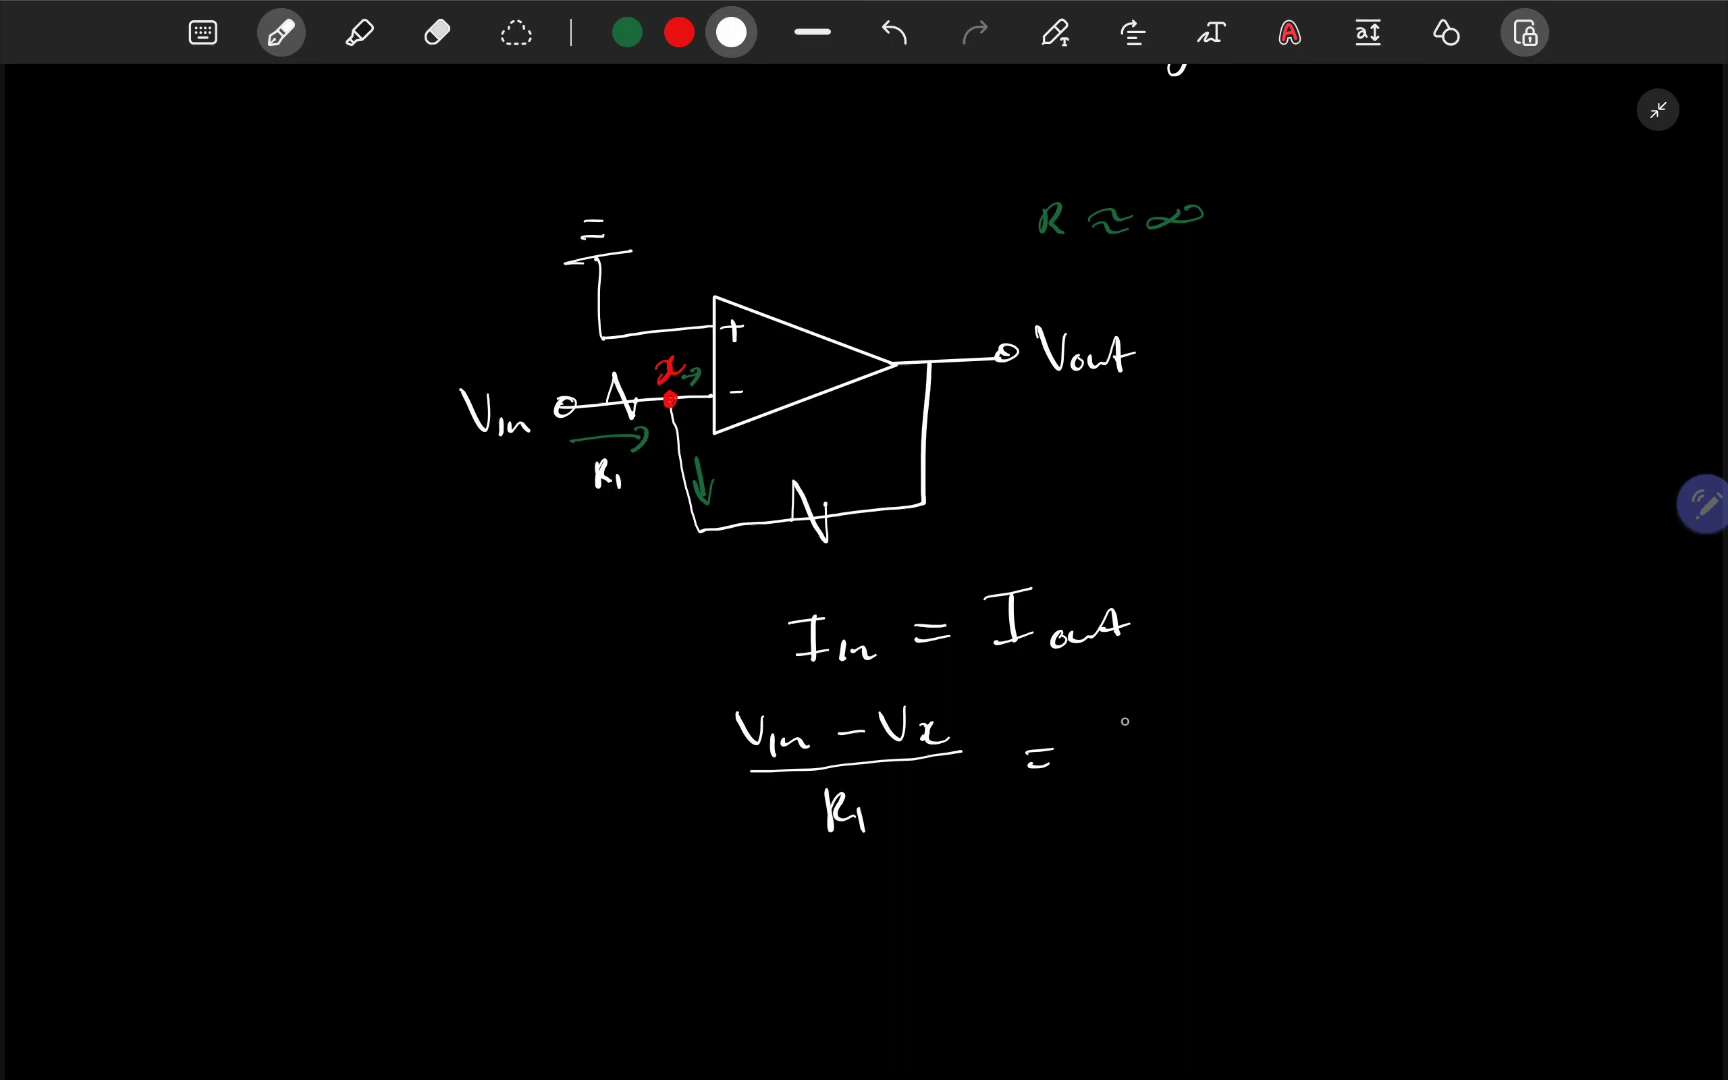 R ≈ ∞
+
x
-
Vin
Vout
R1
Iin = Iout
Vin - Vx
=
R1